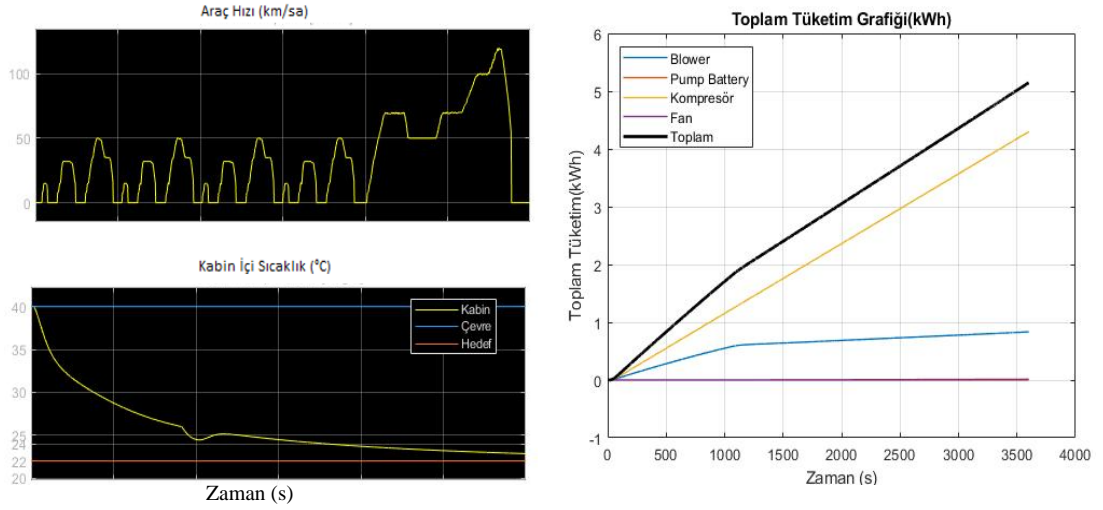 Araç Hızı (km/sa)
100
50
0
Kabin İçi Sıcaklık (°C)
40
35
30
25
24
22
20
Kabin
Çevre
Hedef
Zaman (s)
Toplam Tüketim Grafiği(kWh)
6
5
4
3
2
1
0
-1
Toplam Tüketim(kWh)
Blower
Pump Battery
Kompresör
Fan
Toplam
0 500 1000 1500 2000 2500 3000 3500 4000
Zaman (s)